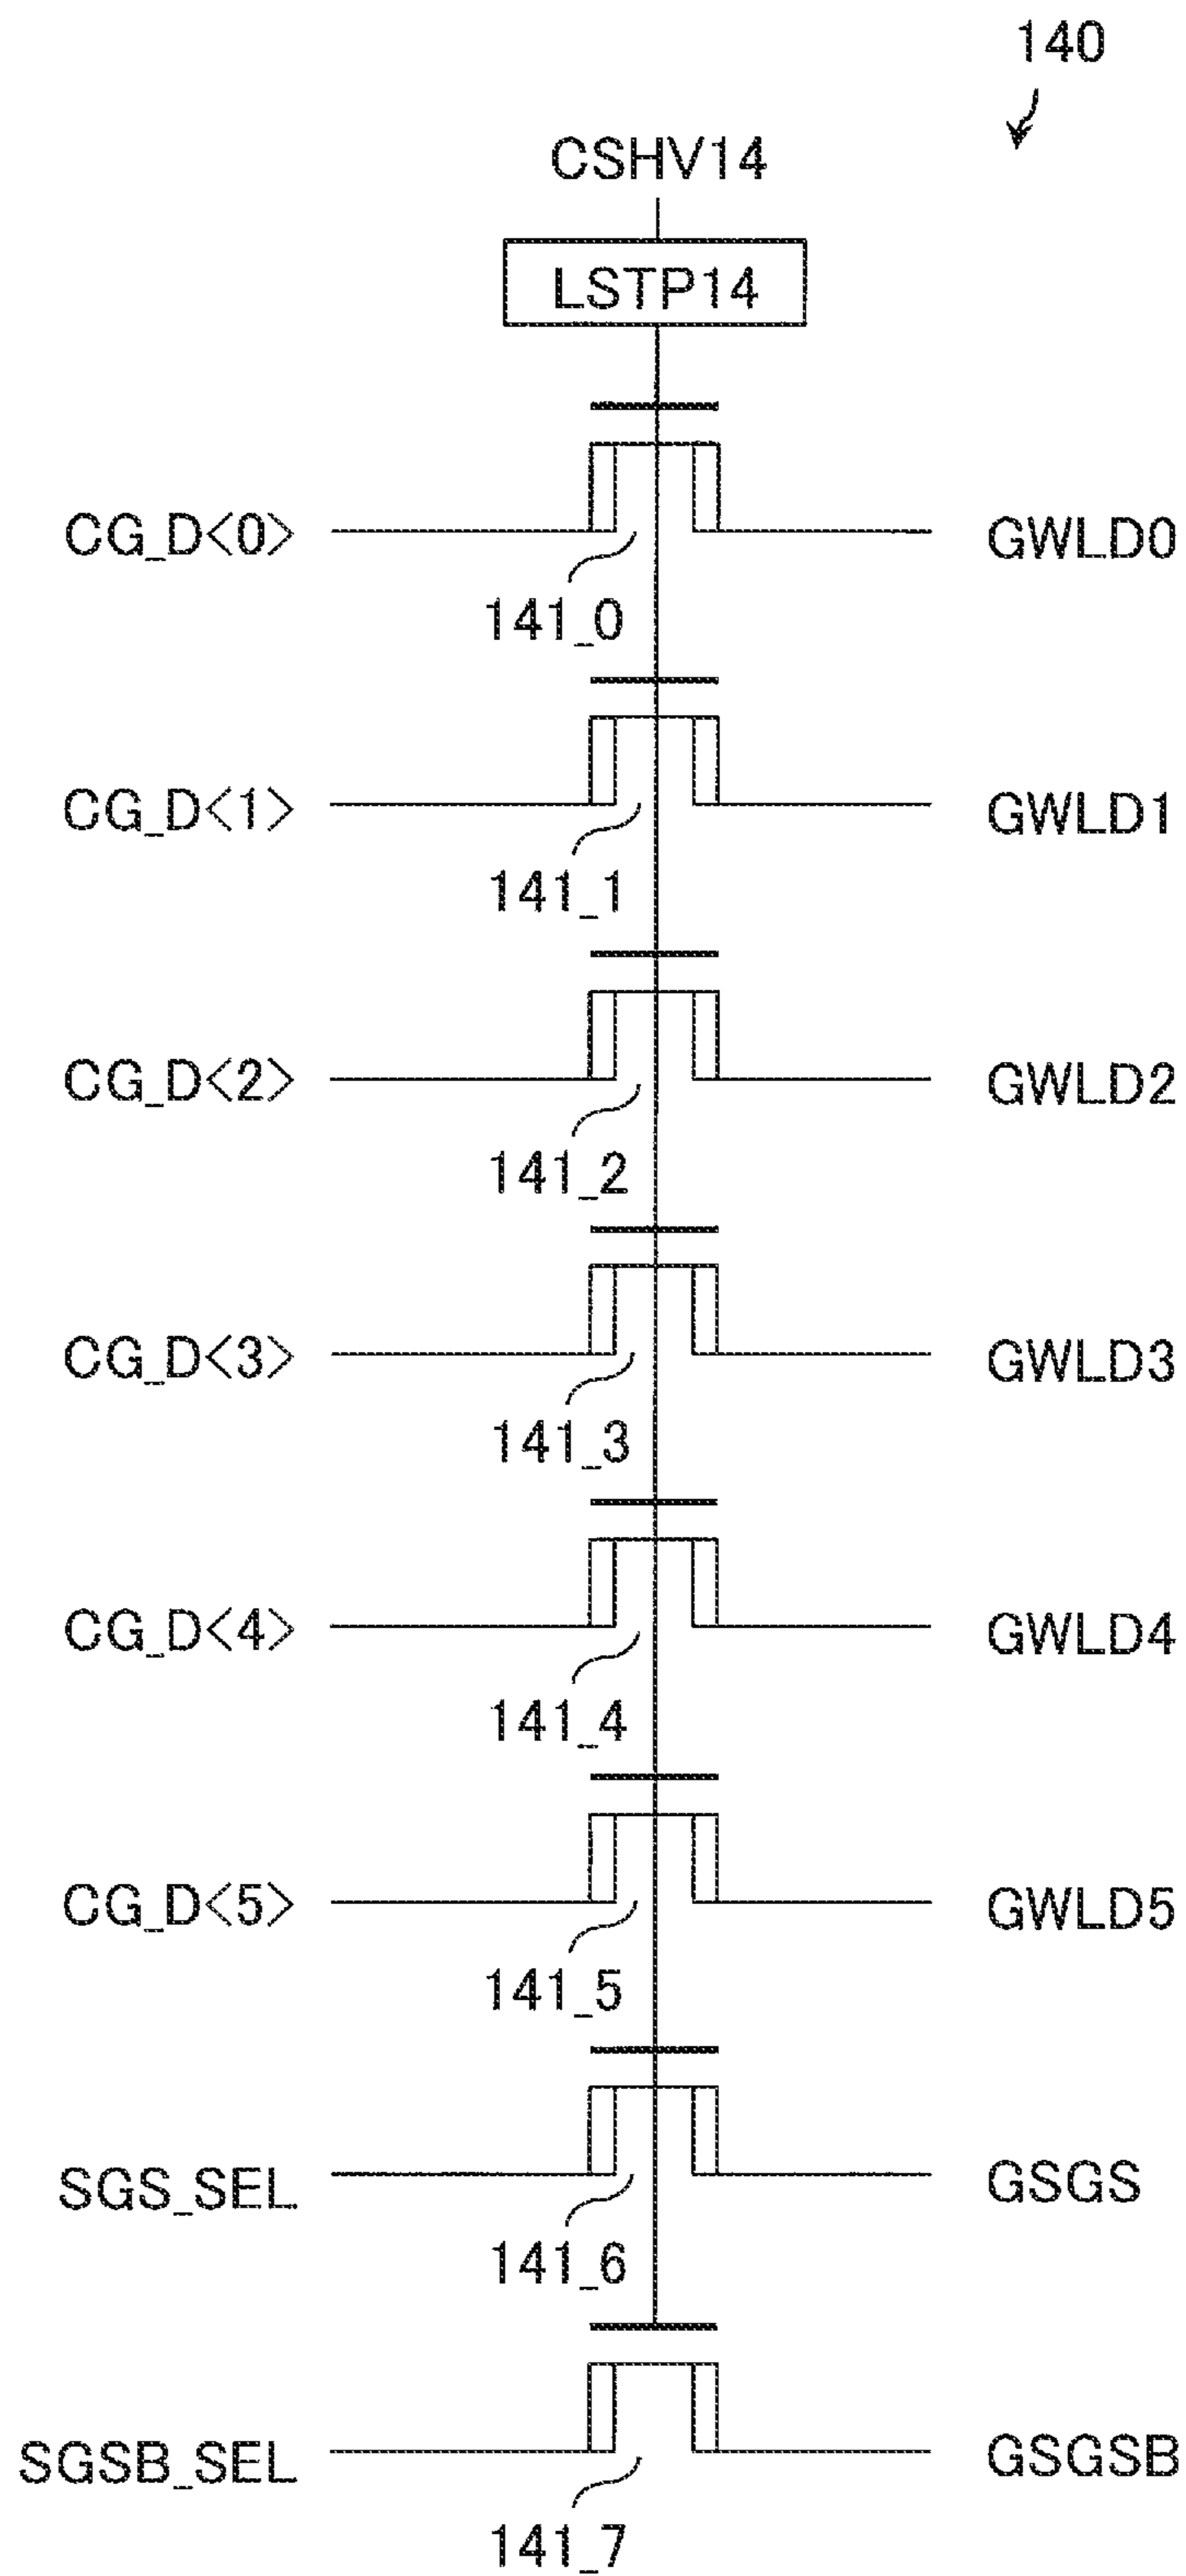 140
CSHV14
LSTP14
CG_D<0> GWLD0
141_0
CG_D<1> GWLD1
141_1
CG_D<2> GWLD2
141_2
CG_D<3> GWLD3
141_3
CG_D<4> GWLD4
141_4
CG_D<5> GWLD5
141_5
SGS_SEL GSGS
141_6
SGSB_SEL GSGSB
141_7